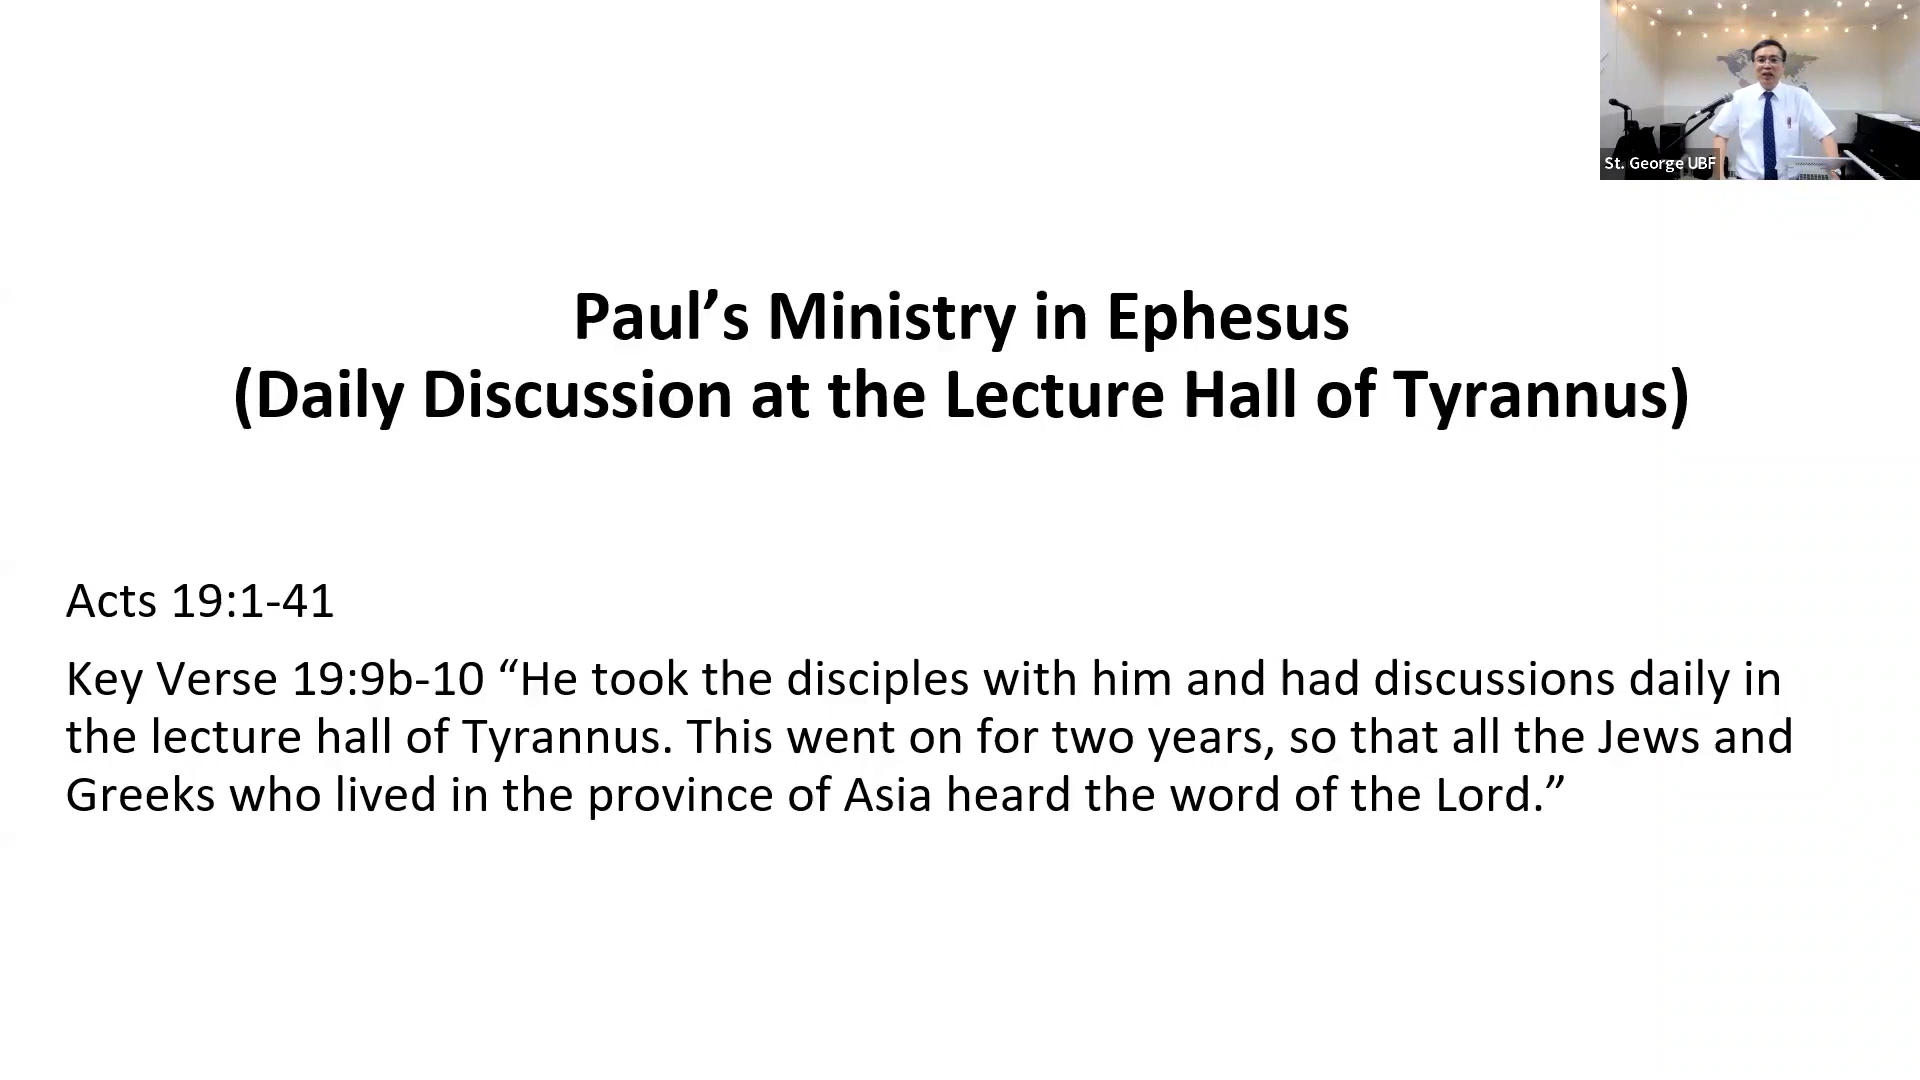 St. George UBF
Paul’s Ministry in Ephesus
(Daily Discussion at the Lecture Hall of Tyrannus)
Acts 19:1-41
Key Verse 19:9b-10 “He took the disciples with him and had discussions daily in
the lecture hall of Tyrannus. This went on for two years, so that all the Jews and
Greeks who lived in the province of Asia heard the word of the Lord.”